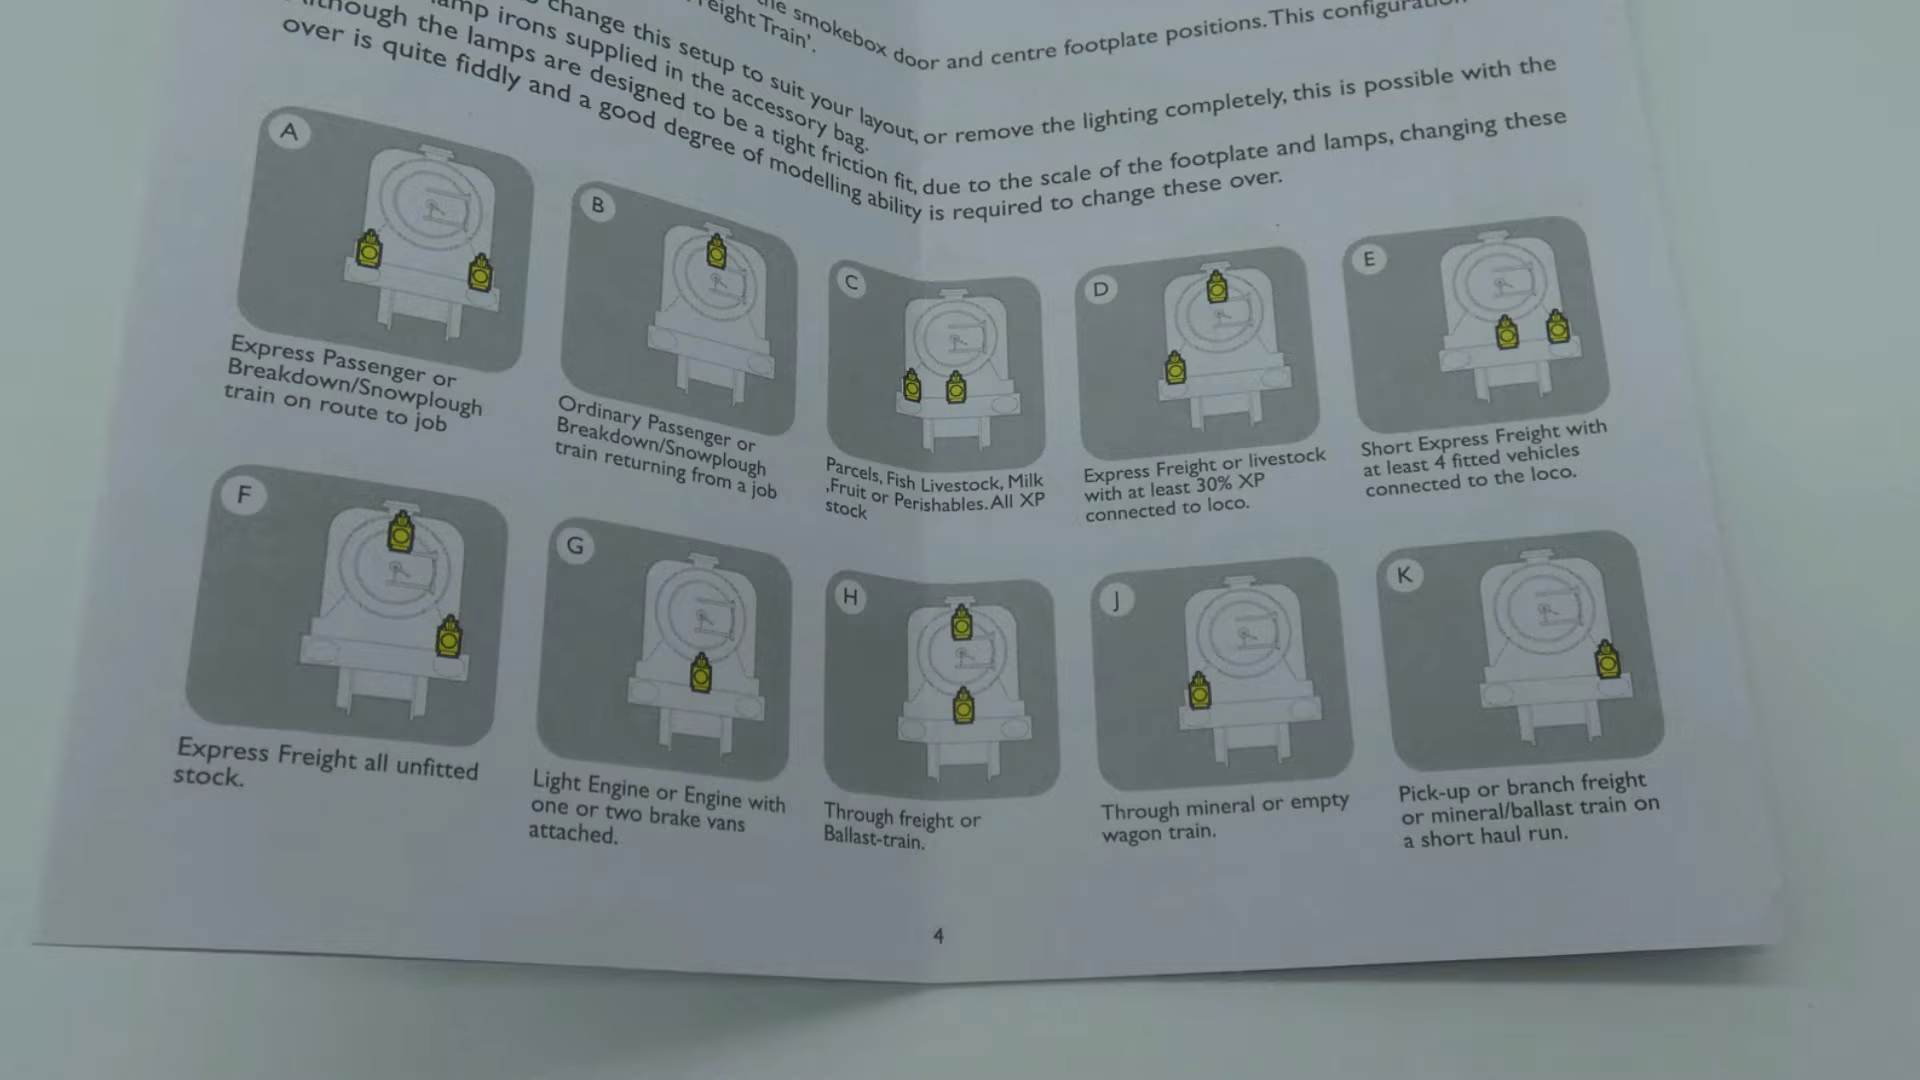 the smokebox door and centre footplate positions. This configuration
Freight Train'.
change this setup to suit your layout, or remove the lighting completely, this is possible with the
lamp irons supplied in the accessory bag.
Although the lamps are designed to be a tight friction fit, due to the scale of the footplate and lamps, changing these
over is quite fiddly and a good degree of modelling ability is required to change these over.
A
B
C
D
E
Express Passenger or
Breakdown/Snowplough
train on route to job
Ordinary Passenger or
Breakdown/Snowplough
train returning from a job
Parcels, Fish Livestock, Milk
,Fruit or Perishables. All XP
stock
Express Freight or livestock
with at least 30% XP
connected to loco.
Short Express Freight with
at least 4 fitted vehicles
connected to the loco.
F
G
H
J
K
Express Freight all unfitted
stock.
Light Engine or Engine with
one or two brake vans
attached.
Through freight or
Ballast-train.
Through mineral or empty
wagon train.
Pick-up or branch freight
or mineral/ballast train on
a short haul run.
4